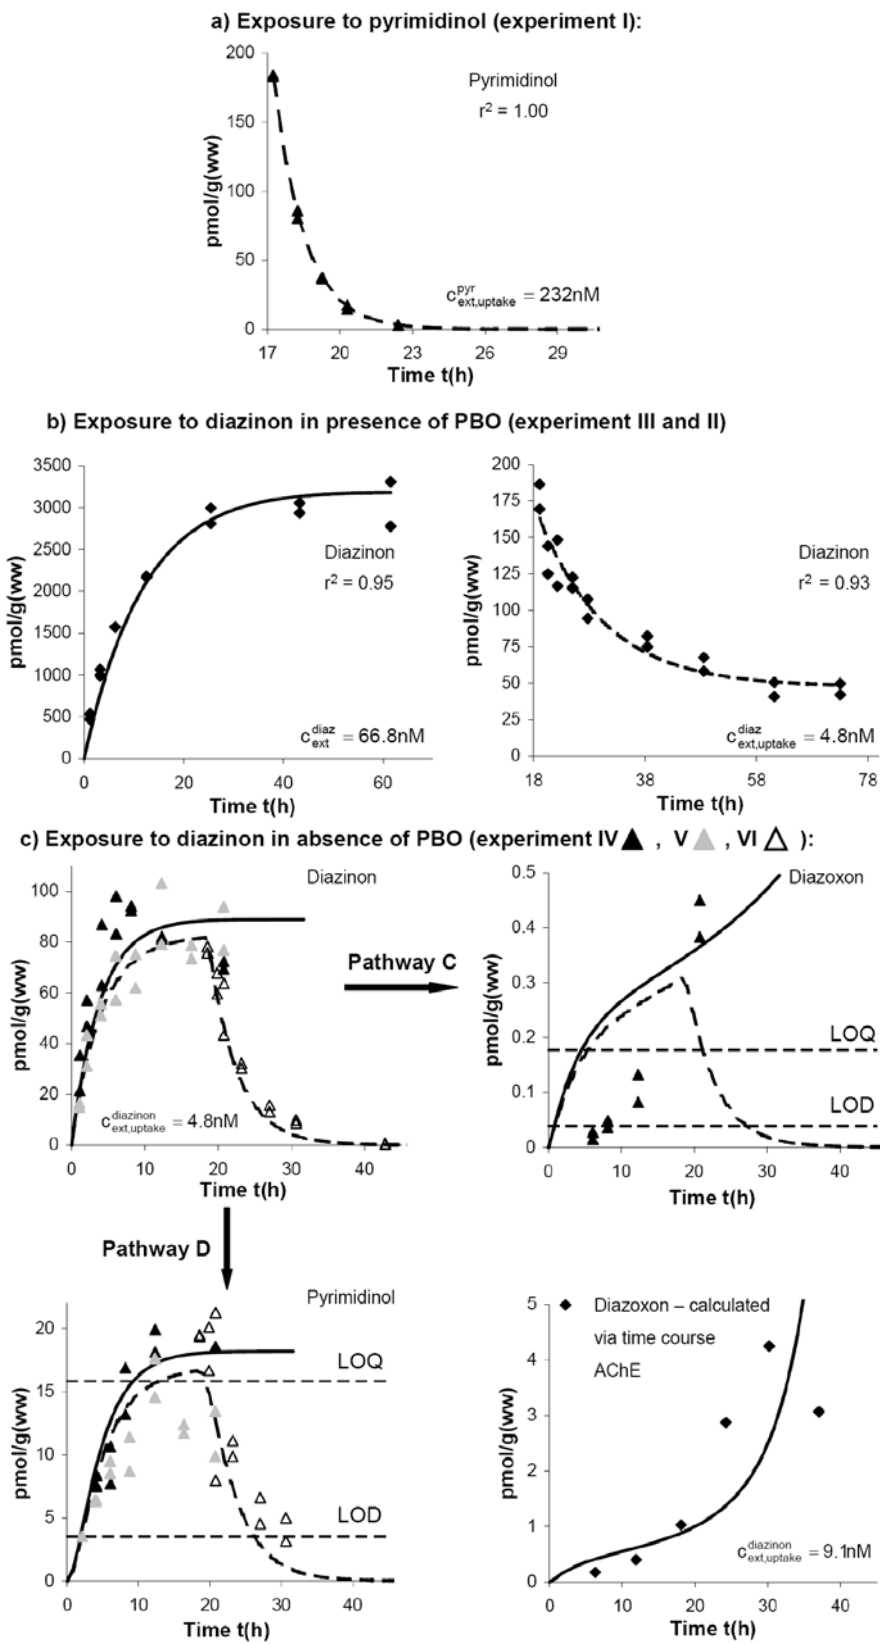 a) Exposure to pyrimidinol (experiment I):
200
150
100
50
0
pmol/g(ww)
Pyrimidinol
r² = 1.00
c^pyr_ext,uptake = 232nM
17 20 23 26 29
Time t(h)
b) Exposure to diazinon in presence of PBO (experiment III and II)
3500
3000
2500
2000
1500
1000
500
0
pmol/g(ww)
Diazinon
r² = 0.95
c^diaz_ext = 66.8nM
0 20 40 60
Time t(h)
200
175
150
125
100
75
50
25
0
pmol/g(ww)
Diazinon
r² = 0.93
c^diaz_ext,uptake = 4.8nM
18 38 58 78
Time t(h)
c) Exposure to diazinon in absence of PBO (experiment IV ▲ , V ▲ , VI △ ):
100
80
60
40
20
0
pmol/g(ww)
Diazinon
c^diazinon_ext,uptake = 4.8nM
0 10 20 30 40
Time t(h)
Pathway C
0.5
0.4
0.3
0.2
0.1
0
pmol/g(ww)
Diazoxon
LOQ
LOD
0 10 20 30 40
Time t(h)
Pathway D
20
15
10
5
0
pmol/g(ww)
Pyrimidinol
LOQ
LOD
0 10 20 30 40
Time t(h)
5
4
3
2
1
0
pmol/g(ww)
Diazoxon – calculated
via time course
AChE
c^diazinon_ext,uptake = 9.1nM
0 10 20 30 40
Time t(h)